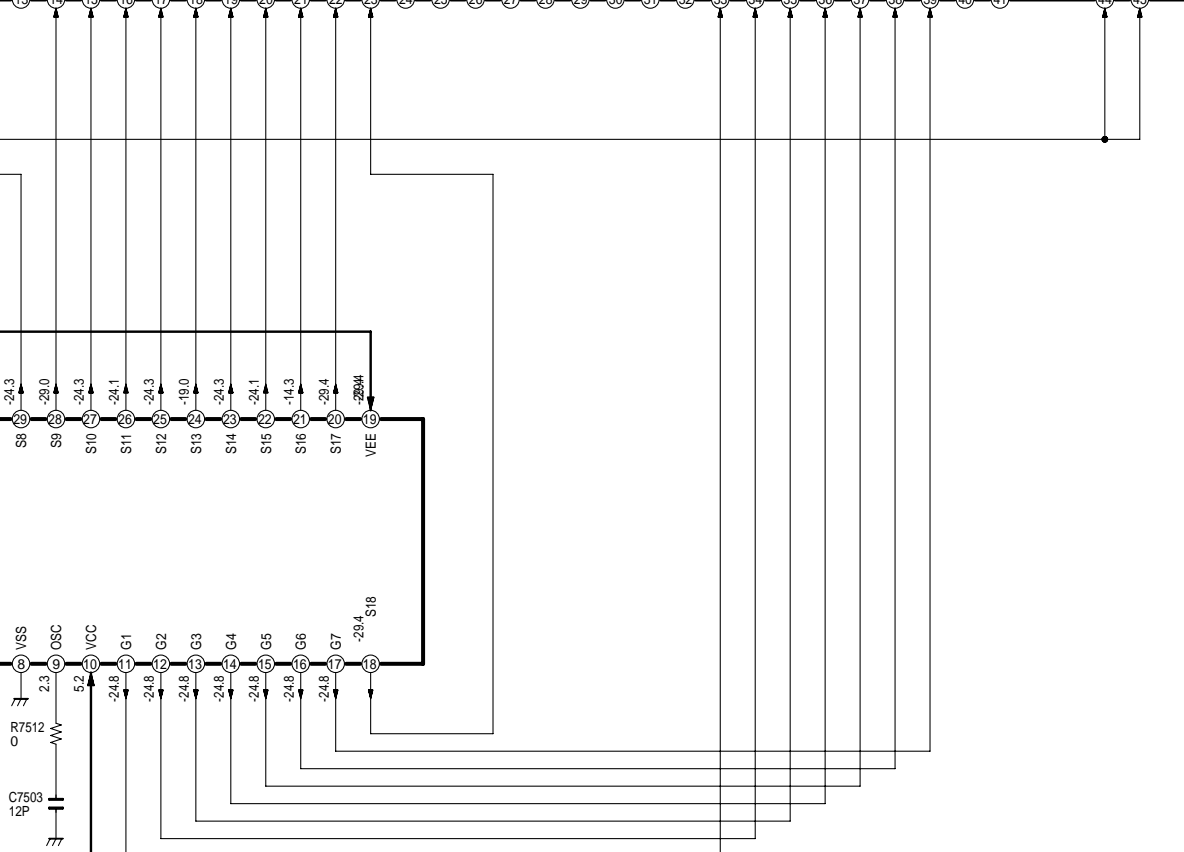 13 14 15 16 17 18 19 20 21 22 23 24 25 26 27 28 29 30 31 32 33 34 35 36 37 38 39 40 41 44 45
-24.3 -29.0 -24.3 -24.1 -24.3 -19.0 -24.3 -24.1 -14.3 -29.4
29 28 27 26 25 24 23 22 21 20 19
S8 S9 S10 S11 S12 S13 S14 S15 S16 S17 VEE
-29.4 S18
VSS OSC VCC G1 G2 G3 G4 G5 G6 G7
8 9 10 11 12 13 14 15 16 17 18
2.3 5.2 -24.8 -24.8 -24.8 -24.8 -24.8 -24.8 -24.8
R7512
0
C7503
12P